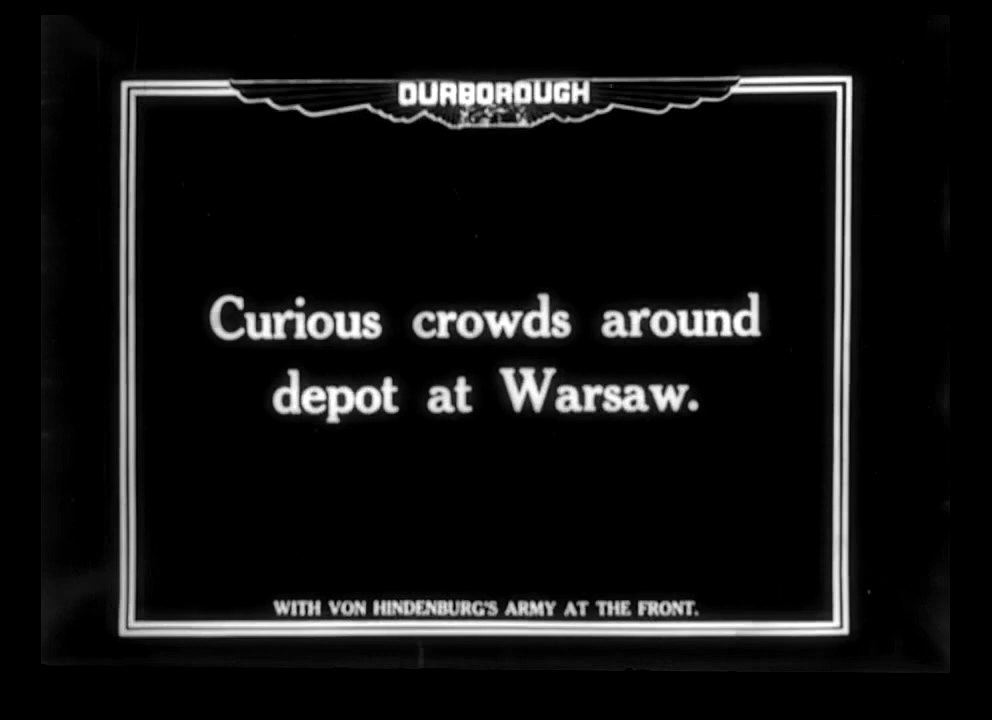 DURBOROUGH
Curious crowds around
depot at Warsaw.
WITH VON HINDENBURG'S ARMY AT THE FRONT.